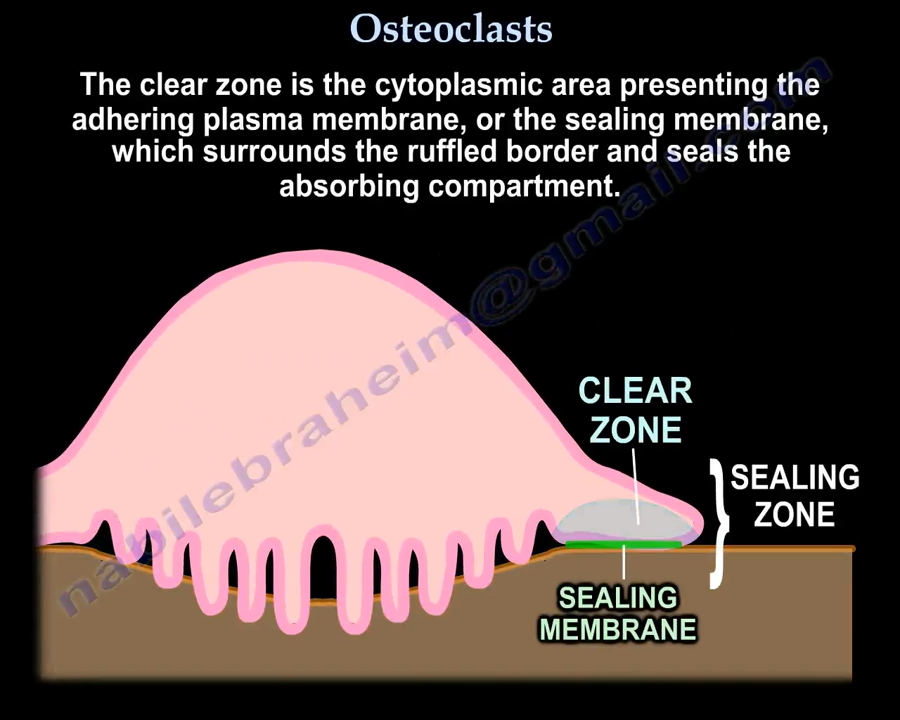 Osteoclasts
The clear zone is the cytoplasmic area presenting the
adhering plasma membrane, or the sealing membrane,
which surrounds the ruffled border and seals the
absorbing compartment.
nabilebraheim@gmail.com
CLEAR
ZONE
SEALING
ZONE
SEALING
MEMBRANE